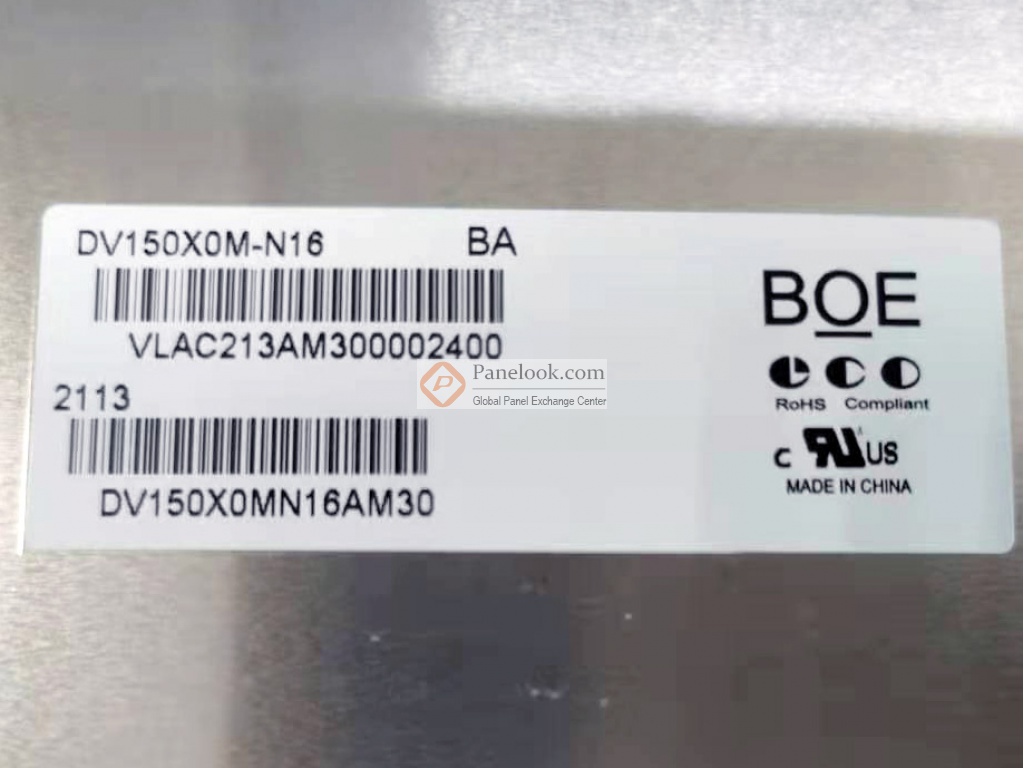 DV150X0M-N16 BA
VLAC213AM300002400
2113
DV150X0MN16AM30
BOE
RoHS Compliant
c RU US
MADE IN CHINA
Panelook.com
Global Panel Exchange Center